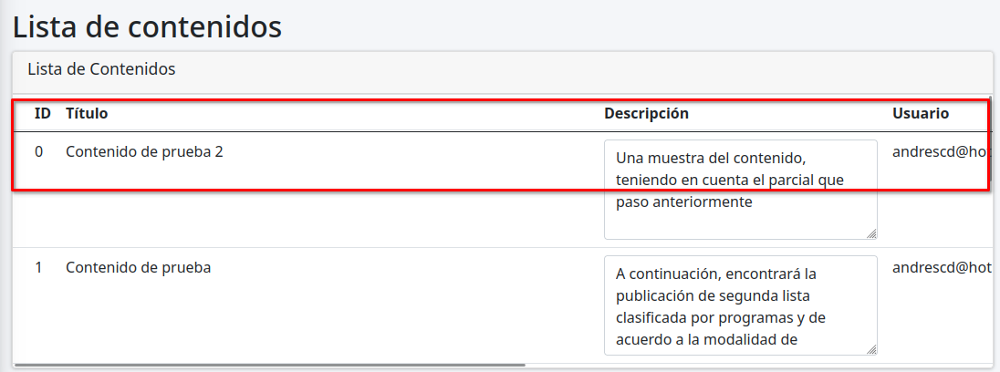 Lista de contenidos
Lista de Contenidos
ID Título Descripción Usuario
0 Contenido de prueba 2 Una muestra del contenido, andrescd@hot
teniendo en cuenta el parcial que
paso anteriormente
1 Contenido de prueba A continuación, encontrará la andrescd@hot
publicación de segunda lista
clasificada por programas y de
acuerdo a la modalidad de